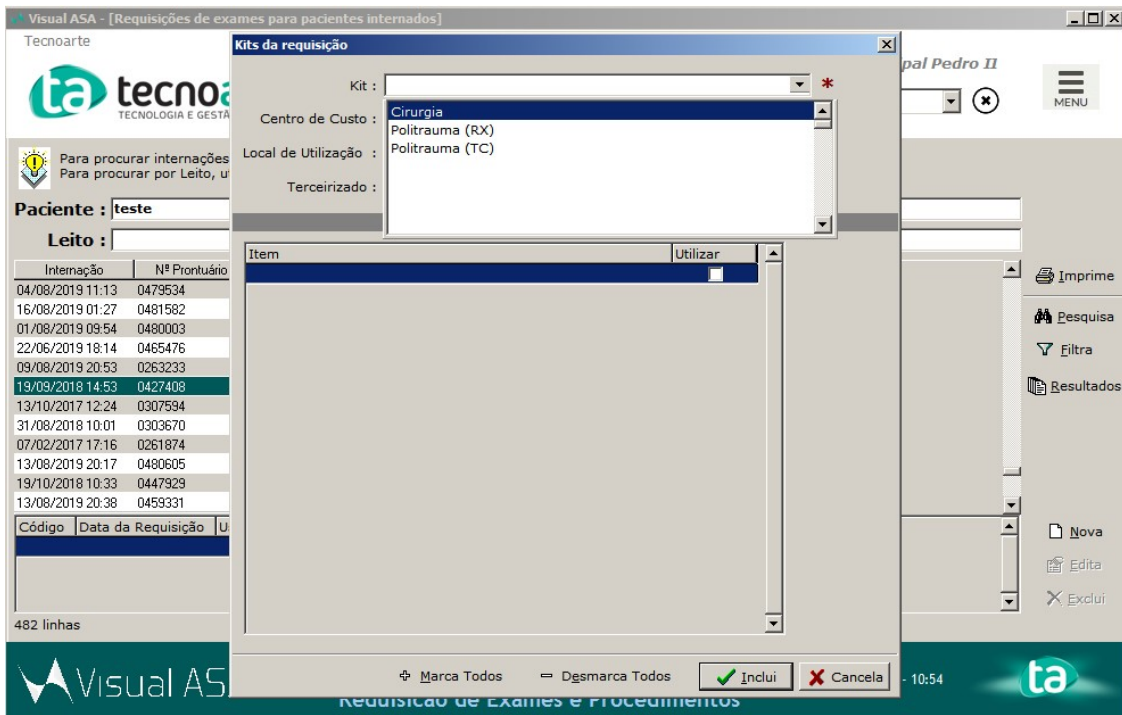 Visual ASA - [Requisições de exames para pacientes internados]
Tecnoarte
TECNOLOGIA E GESTÃ
pal Pedro II
MENU
Para procurar internações
Para procurar por Leito, u
Paciente : teste
Leito :
Internação Nº Prontuário
04/08/2019 11:13 0479534
16/08/2019 01:27 0481582
01/08/2019 09:54 0480003
22/06/2019 18:14 0465476
09/08/2019 20:53 0263233
19/09/2018 14:53 0427408
13/10/2017 12:24 0307594
31/08/2018 10:01 0303670
07/02/2017 17:16 0261874
13/08/2019 20:17 0480605
19/10/2018 10:33 0447929
13/08/2019 20:38 0459331
Código Data da Requisição U
482 linhas
Kits da requisição
Kit : *
Centro de Custo :
Local de Utilização :
Terceirizado :
Cirurgia
Politrauma (RX)
Politrauma (TC)
Item Utilizar
Marca Todos Desmarca Todos Inclui Cancela
Imprime
Pesquisa
Filtra
Resultados
Nova
Edita
Exclui
Visual AS
Requisição de Exames e Procedimentos
- 10:54
ta